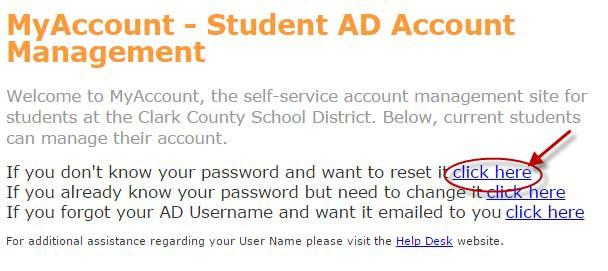 MyAccount - Student AD Account
Management
Welcome to MyAccount, the self-service account management site for
students at the Clark County School District. Below, current students
can manage their account.
If you don't know your password and want to reset it click here
If you already know your password but need to change it click here
If you forgot your AD Username and want it emailed to you click here
For additional assistance regarding your User Name please visit the Help Desk website.